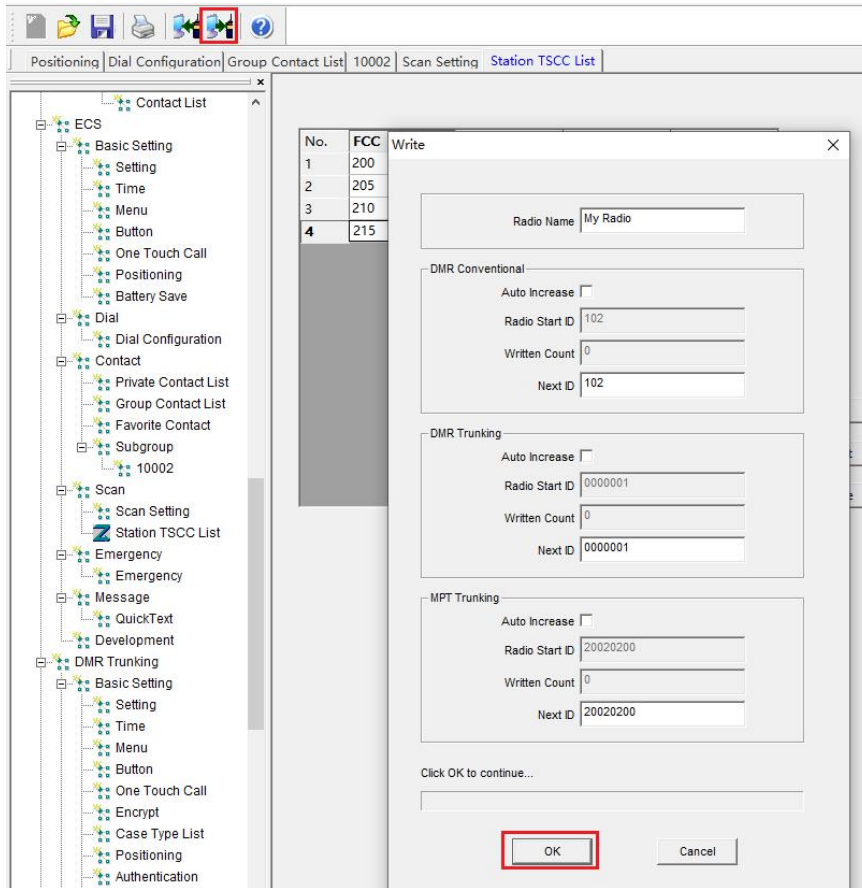 Positioning Dial Configuration Group Contact List 10002 Scan Setting Station TSCC List
x
Contact List
ECS
Basic Setting
Setting
Time
Menu
Button
One Touch Call
Positioning
Battery Save
Dial
Dial Configuration
Contact
Private Contact List
Group Contact List
Favorite Contact
Subgroup
10002
Scan
Scan Setting
Station TSCC List
Emergency
Emergency
Message
QuickText
Development
DMR Trunking
Basic Setting
Setting
Time
Menu
Button
One Touch Call
Encrypt
Case Type List
Positioning
Authentication
No. FCC
1 200
2 205
3 210
4 215
Write
Radio Name My Radio
DMR Conventional
Auto Increase
Radio Start ID 102
Written Count 0
Next ID 102
DMR Trunking
Auto Increase
Radio Start ID 0000001
Written Count 0
Next ID 0000001
MPT Trunking
Auto Increase
Radio Start ID 20020200
Written Count 0
Next ID 20020200
Click OK to continue...
OK Cancel